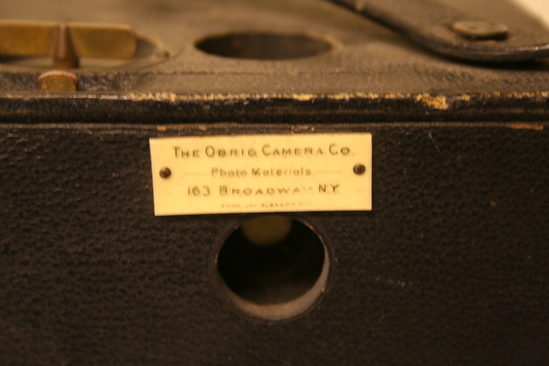 The Obrig Camera Co.
Photo Materials
163 Broadway NY